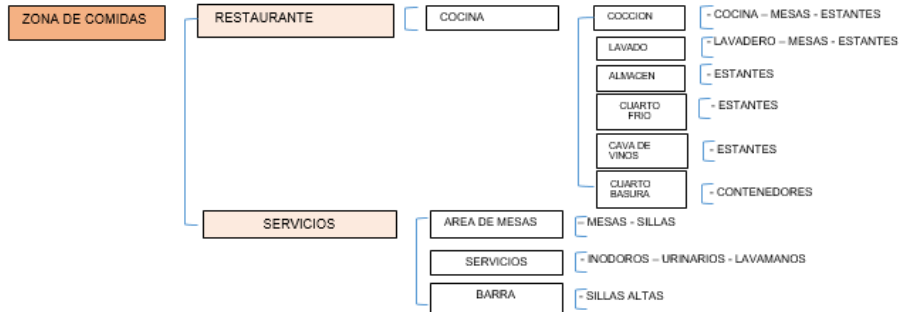 ZONA DE COMIDAS
RESTAURANTE
COCINA
COCCION
- COCINA – MESAS - ESTANTES
LAVADO
- LAVADERO – MESAS - ESTANTES
ALMACEN
- ESTANTES
CUARTO
FRIO
- ESTANTES
CAVA DE
VINOS
- ESTANTES
CUARTO
BASURA
- CONTENEDORES
SERVICIOS
AREA DE MESAS
– MESAS - SILLAS
SERVICIOS
- INODOROS – URINARIOS - LAVAMANOS
BARRA
- SILLAS ALTAS